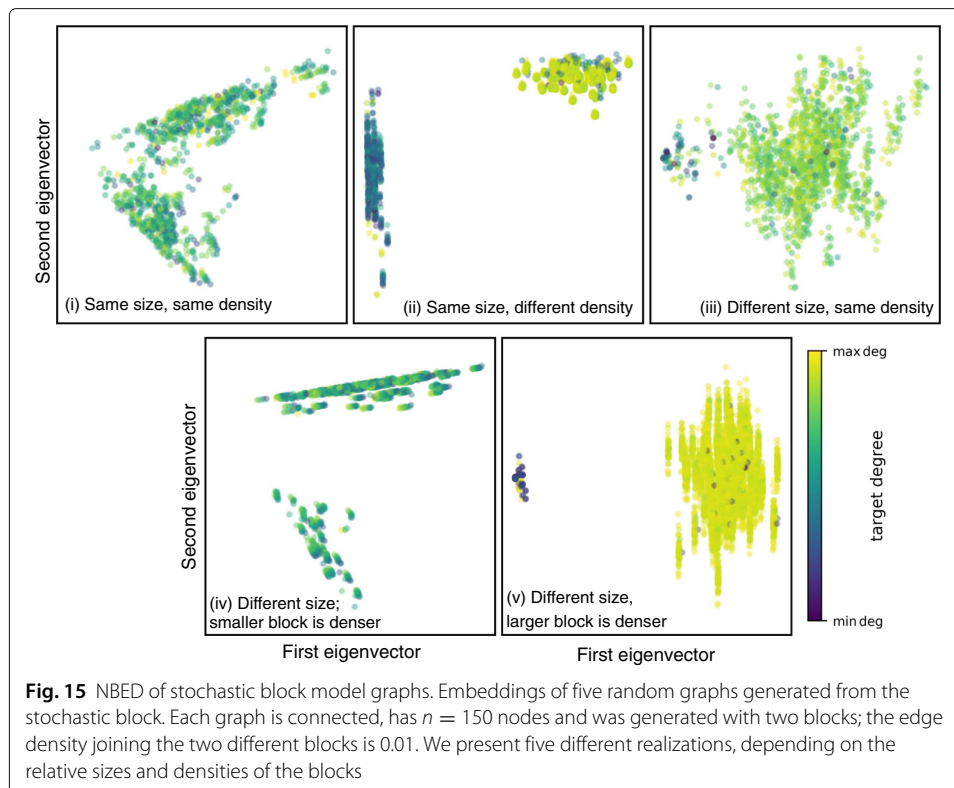 Second eigenvector
(i) Same size, same density
(ii) Same size, different density
(iii) Different size, same density
Second eigenvector
(iv) Different size;
smaller block is denser
(v) Different size,
larger block is denser
max deg
target degree
min deg
First eigenvector
First eigenvector
Fig. 15 NBED of stochastic block model graphs. Embeddings of five random graphs generated from the
stochastic block. Each graph is connected, has n = 150 nodes and was generated with two blocks; the edge
density joining the two different blocks is 0.01. We present five different realizations, depending on the
relative sizes and densities of the blocks